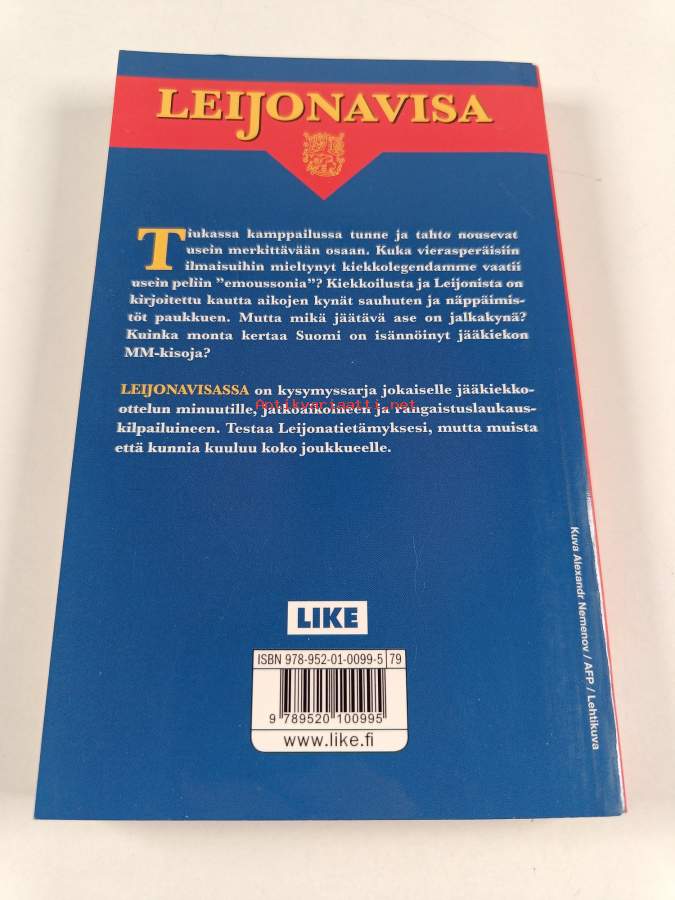 LEIJONAVISA
Tiukassa kamppailussa tunne ja tahto nousevat
usein merkittävään osaan. Kuka vierasperäisiin
ilmaisuihin mieltynyt kiekkolegendamme vaatii
usein peliin ”emoussonia”? Kiekkoilusta ja Leijonista on
kirjoitettu kautta aikojen kynät sauhuten ja näppäimis-
töt paukkuen. Mutta mikä jäätävä ase on jalkakynä?
Kuinka monta kertaa Suomi on isännöinyt jääkiekon
MM-kisoja?
LEIJONAVISASSA on kysymyssarja jokaiselle jääkiekko-
ottelun minuutille, jatkoaikoineen ja rangaistuslaukaus-
kilpailuineen. Testaa Leijonatietämyksesi, mutta muista
että kunnia kuuluu koko joukkueelle.
Antikvariaatti.net
LIKE
ISBN 978-952-01-0099-5 79
9 789520 100995
www.like.fi
Kuva Alexandr Nemenov / AFP / Lehtikuva